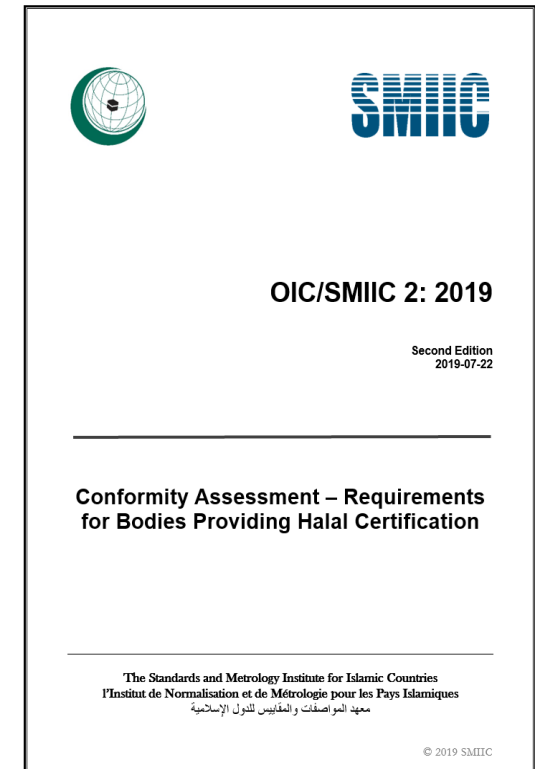 SMIIC
OIC/SMIIC 2: 2019
Second Edition
2019-07-22
Conformity Assessment – Requirements
for Bodies Providing Halal Certification
The Standards and Metrology Institute for Islamic Countries
l'Institut de Normalisation et de Métrologie pour les Pays Islamiques
معهد المواصفات والمقاييس للدول الإسلامية
© 2019 SMIIC